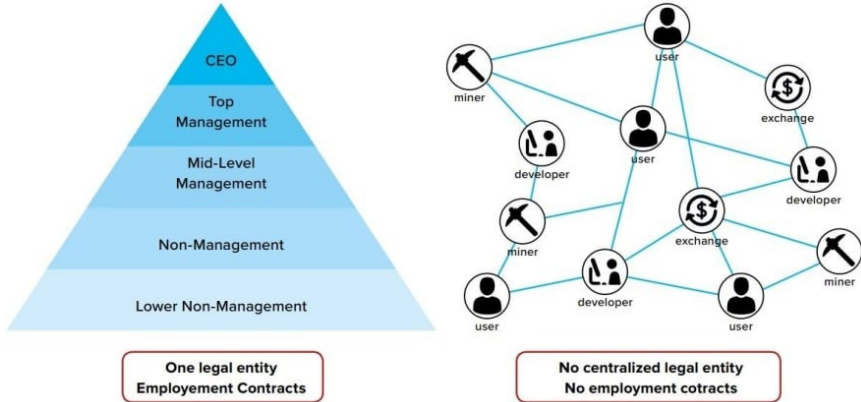 CEO
Top
Management
Mid-Level
Management
Non-Management
Lower Non-Management
One legal entity
Employement Contracts
user
miner
exchange
user
developer
developer
miner
exchange
miner
user
developer
user
No centralized legal entity
No employment cotracts